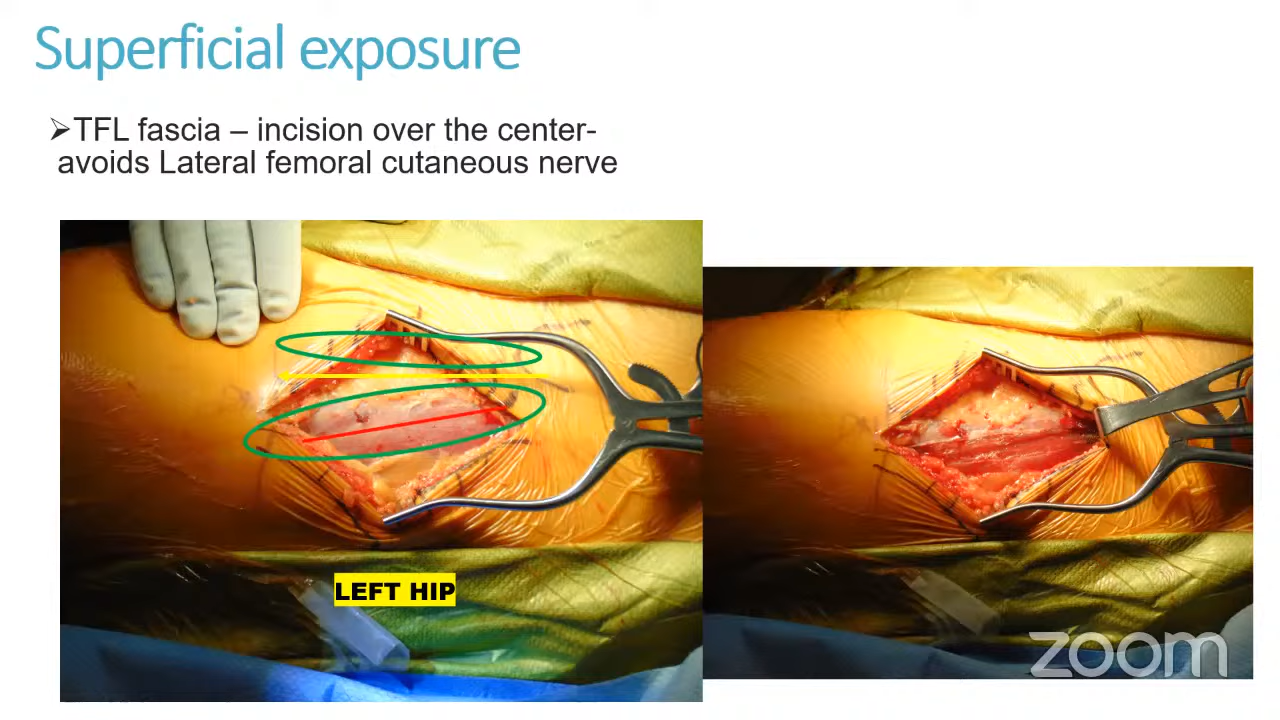 Superficial exposure
➢TFL fascia – incision over the center-
avoids Lateral femoral cutaneous nerve
LEFT HIP
zoom